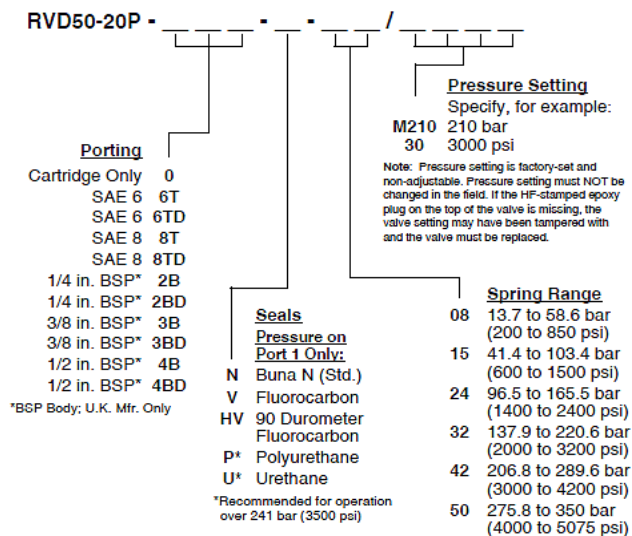 RVD50-20P - __ __ __ - __ - __ __ / __ __ __ __
Pressure Setting
Specify, for example:
M210 210 bar
30 3000 psi
Note: Pressure setting is factory-set and
non-adjustable. Pressure setting must NOT be
changed in the field. If the HF-stamped epoxy
plug on the top of the valve is missing, the
valve setting may have been tampered with
and the valve must be replaced.
Porting
Cartridge Only 0
SAE 6 6T
SAE 6 6TD
SAE 8 8T
SAE 8 8TD
1/4 in. BSP* 2B
1/4 in. BSP* 2BD
3/8 in. BSP* 3B
3/8 in. BSP* 3BD
1/2 in. BSP* 4B
1/2 in. BSP* 4BD
*BSP Body; U.K. Mfr. Only
Seals
Pressure on
Port 1 Only:
N Buna N (Std.)
V Fluorocarbon
HV 90 Durometer
Fluorocarbon
P* Polyurethane
U* Urethane
*Recommended for operation
over 241 bar (3500 psi)
Spring Range
08 13.7 to 58.6 bar
(200 to 850 psi)
15 41.4 to 103.4 bar
(600 to 1500 psi)
24 96.5 to 165.5 bar
(1400 to 2400 psi)
32 137.9 to 220.6 bar
(2000 to 3200 psi)
42 206.8 to 289.6 bar
(3000 to 4200 psi)
50 275.8 to 350 bar
(4000 to 5075 psi)